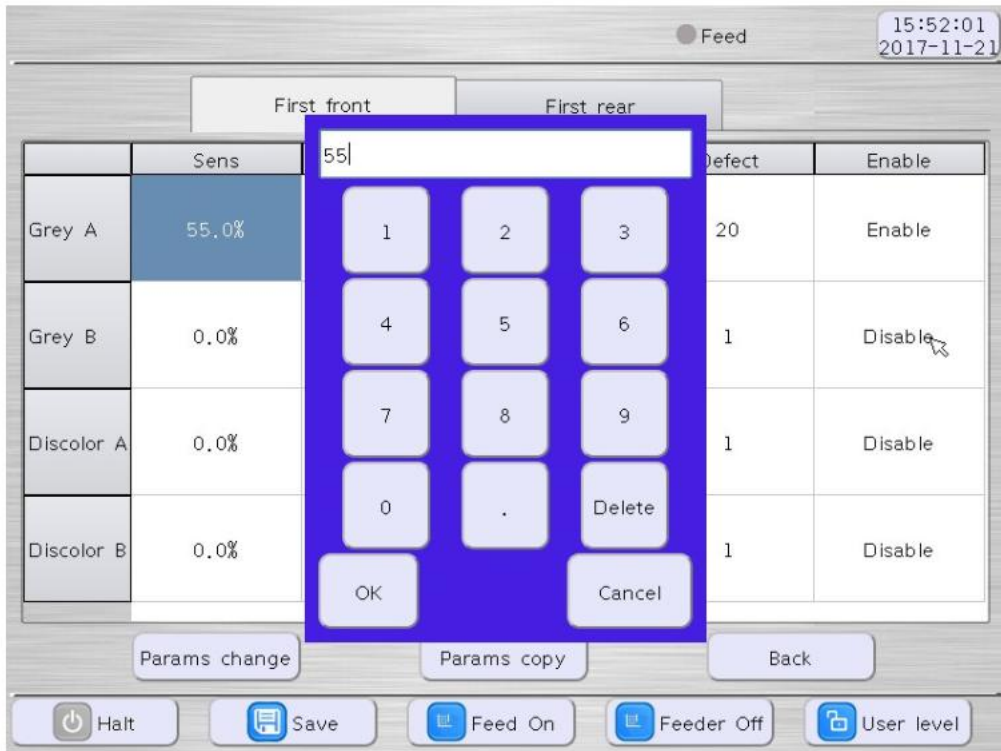 Feed
15:52:01
2017-11-21
First front
First rear
Sens
Defect
Enable
55
Grey A
55.0%
20
Enable
Grey B
0.0%
1
Disable
Discolor A
0.0%
1
Disable
Discolor B
0.0%
1
Disable
1 2 3
4 5 6
7 8 9
0 . Delete
OK Cancel
Params change
Params copy
Back
Halt
Save
Feed On
Feeder Off
User level